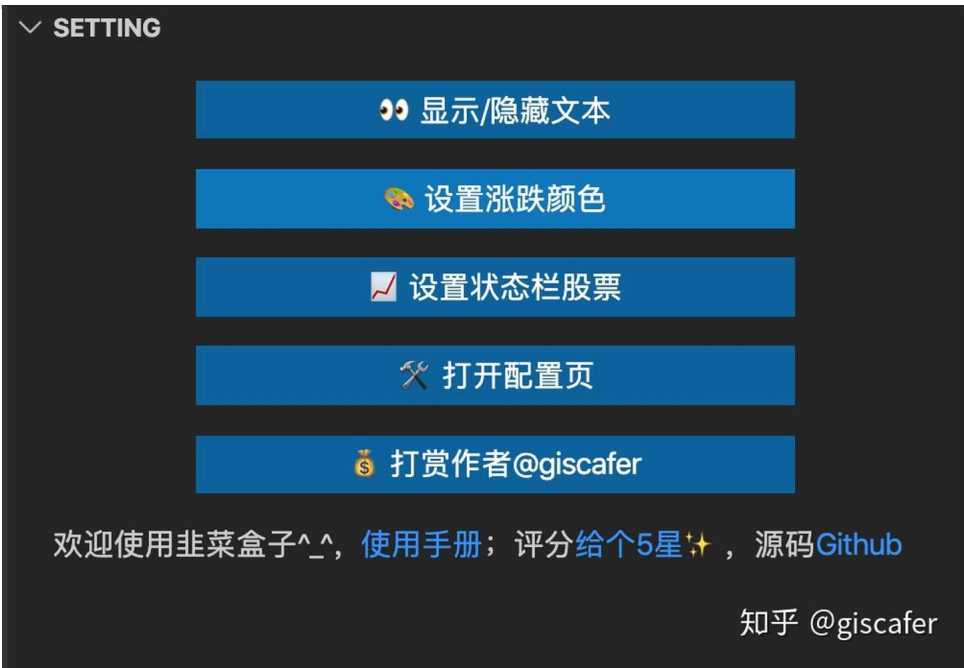 SETTING
👀 显示/隐藏文本
🎨 设置涨跌颜色
📈 设置状态栏股票
🛠 打开配置页
💰 打赏作者@giscafer
欢迎使用韭菜盒子^_^，使用手册；评分给个5星✨ ，源码Github
知乎 @giscafer